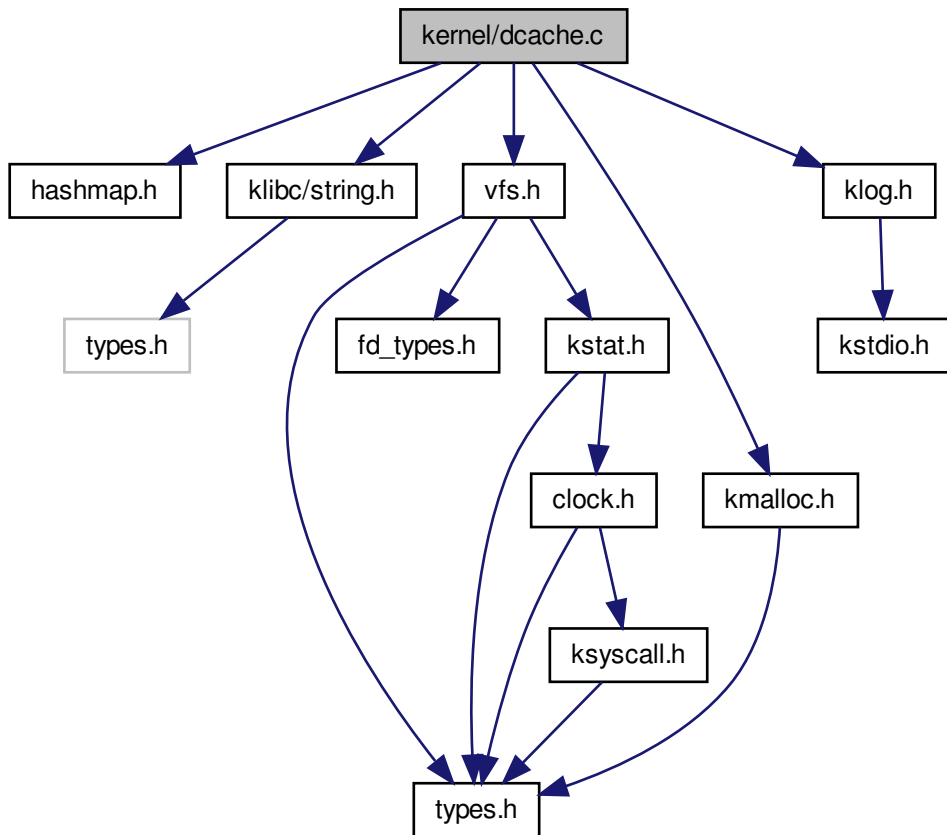 kernel/dcache.c
hashmap.h
klibc/string.h
vfs.h
klog.h
types.h
fd_types.h
kstat.h
kstdio.h
clock.h
kmalloc.h
ksyscall.h
types.h